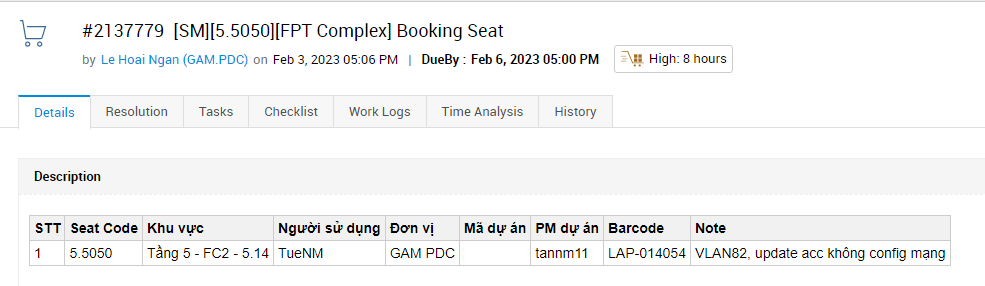 #2137779 [SM][5.5050][FPT Complex] Booking Seat
by Le Hoai Ngan (GAM.PDC) on Feb 3, 2023 05:06 PM | DueBy : Feb 6, 2023 05:00 PM High: 8 hours
Details Resolution Tasks Checklist Work Logs Time Analysis History
Description
STT Seat Code Khu vực Người sử dụng Đơn vị Mã dự án PM dự án Barcode Note
1 5.5050 Tầng 5 - FC2 - 5.14 TueNM GAM PDC tannm11 LAP-014054 VLAN82, update acc không config mạng